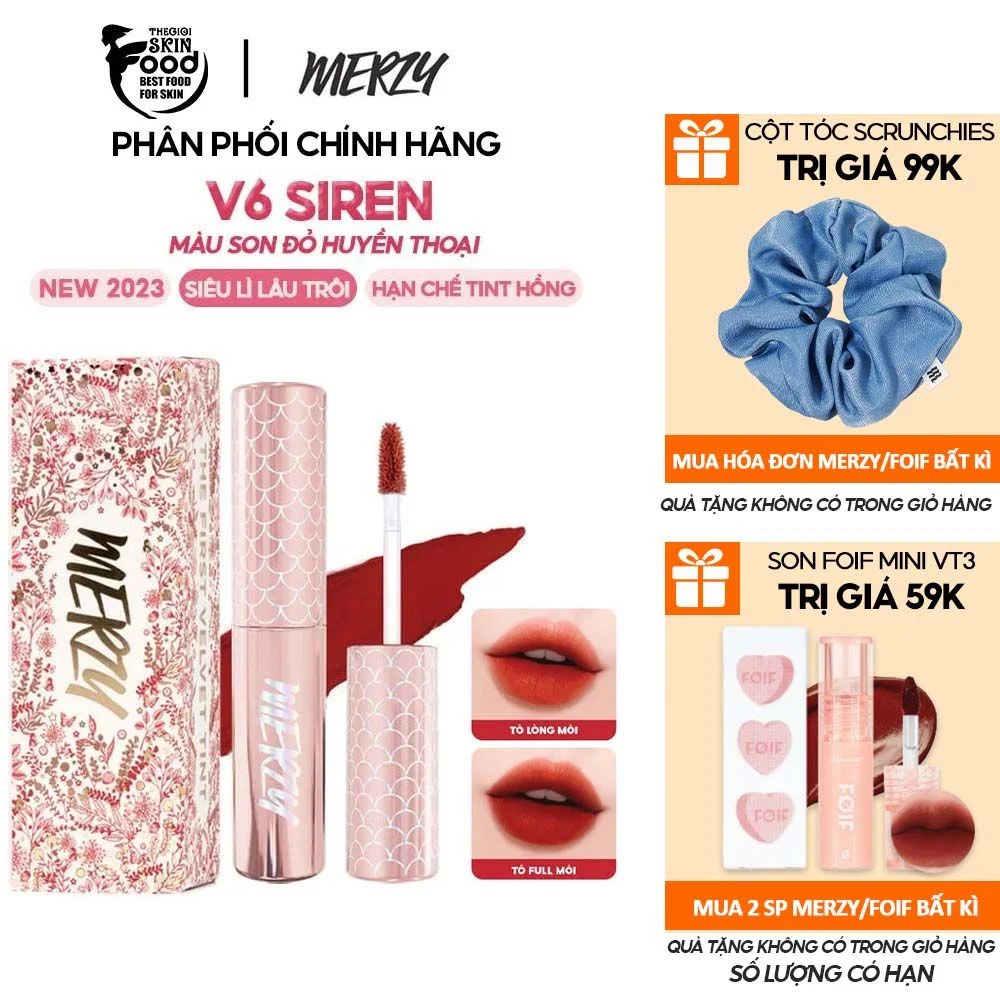 THEGIOI
SKIN
Food
BEST FOOD
FOR SKIN
MERZY
PHÂN PHỐI CHÍNH HÃNG
V6 SIREN
MÀU SON ĐỎ HUYỀN THOẠI
NEW 2023
SIÊU LÌ LÂU TRÔI
HẠN CHẾ TINT HỒNG
MERZY
THE FIRST VELVET TINT
MERZY
TÔ LÒNG MÔI
TÔ FULL MÔI
CỘT TÓC SCRUNCHIES
TRỊ GIÁ 99K
MUA HÓA ĐƠN MERZY/FOIF BẤT KÌ
QUÀ TẶNG KHÔNG CÓ TRONG GIỎ HÀNG
SON FOIF MINI VT3
TRỊ GIÁ 59K
FØIF
FØIF
FØIF
FØIF
MUA 2 SP MERZY/FOIF BẤT KÌ
QUÀ TẶNG KHÔNG CÓ TRONG GIỎ HÀNG
SỐ LƯỢNG CÓ HẠN